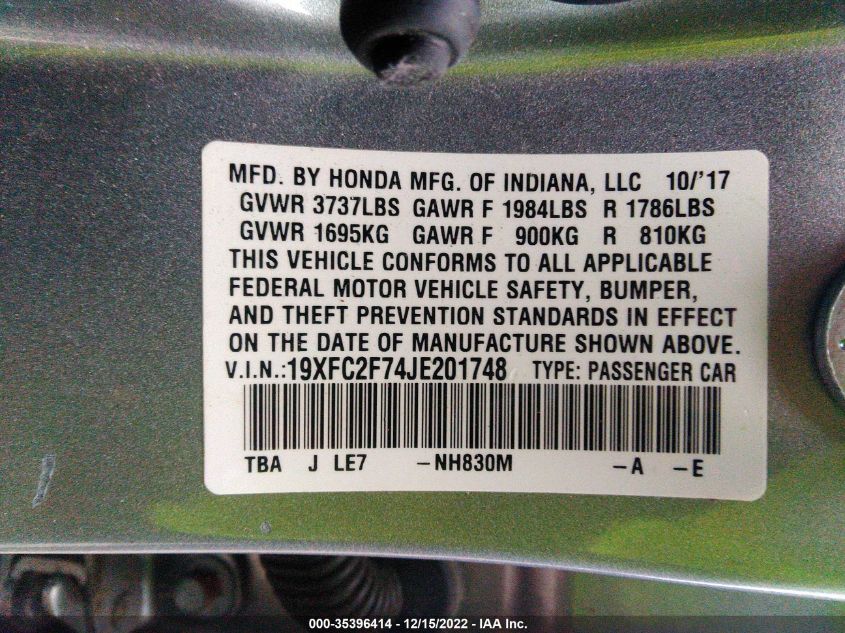 MFD. BY HONDA MFG. OF INDIANA, LLC 10/'17
GVWR 3737LBS GAWR F 1984LBS R 1786LBS
GVWR 1695KG GAWR F 900KG R 810KG
THIS VEHICLE CONFORMS TO ALL APPLICABLE
FEDERAL MOTOR VEHICLE SAFETY, BUMPER,
AND THEFT PREVENTION STANDARDS IN EFFECT
ON THE DATE OF MANUFACTURE SHOWN ABOVE.
V.I.N.:19XFC2F74JE201748 TYPE: PASSENGER CAR
TBA J LE7 -NH830M -A -E
000-35396414 - 12/15/2022 - IAA Inc.